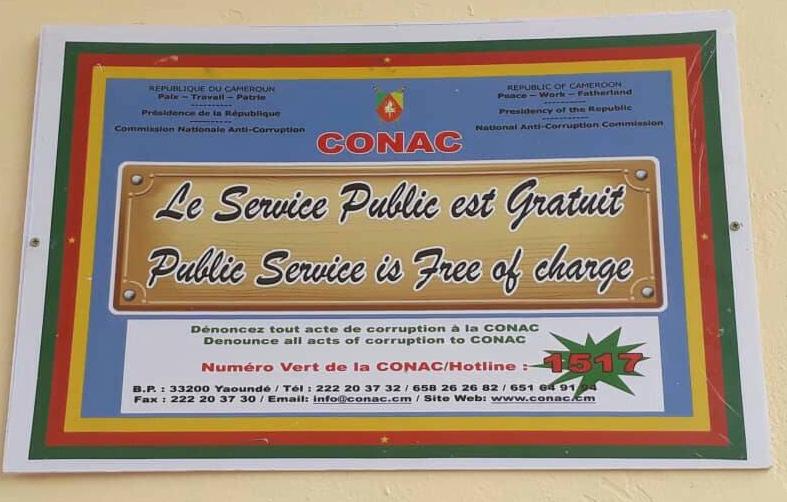 REPUBLIQUE DU CAMEROUN
Paix – Travail – Patrie
----------
Présidence de la République
----------
Commission Nationale Anti-Corruption
REPUBLIC OF CAMEROON
Peace – Work – Fatherland
----------
Presidency of the Republic
----------
National Anti-Corruption Commission
CONAC
Le Service Public est Gratuit
Public Service is Free of charge
Dénoncez tout acte de corruption à la CONAC
Denounce all acts of corruption to CONAC
Numéro Vert de la CONAC/Hotline : 1517
B.P. : 33200 Yaoundé / Tél : 222 20 37 32 / 658 26 26 82 / 651 64 91 94
Fax : 222 20 37 30 / Email: info@conac.cm / Site Web: www.conac.cm